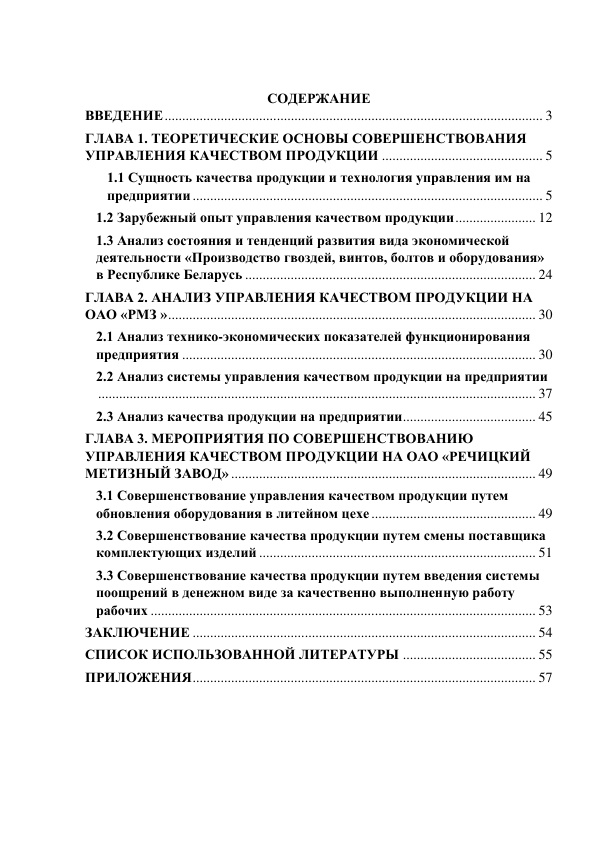 СОДЕРЖАНИЕ
ВВЕДЕНИЕ ........ 3
ГЛАВА 1. ТЕОРЕТИЧЕСКИЕ ОСНОВЫ СОВЕРШЕНСТВОВАНИЯ
УПРАВЛЕНИЯ КАЧЕСТВОМ ПРОДУКЦИИ ........ 5
1.1 Сущность качества продукции и технология управления им на
предприятии ........ 5
1.2 Зарубежный опыт управления качеством продукции ........ 12
1.3 Анализ состояния и тенденций развития вида экономической
деятельности «Производство гвоздей, винтов, болтов и оборудования»
в Республике Беларусь ........ 24
ГЛАВА 2. АНАЛИЗ УПРАВЛЕНИЯ КАЧЕСТВОМ ПРОДУКЦИИ НА
ОАО «РМЗ » ........ 30
2.1 Анализ технико-экономических показателей функционирования
предприятия ........ 30
2.2 Анализ системы управления качеством продукции на предприятии
........ 37
2.3 Анализ качества продукции на предприятии ........ 45
ГЛАВА 3. МЕРОПРИЯТИЯ ПО СОВЕРШЕНСТВОВАНИЮ
УПРАВЛЕНИЯ КАЧЕСТВОМ ПРОДУКЦИИ НА ОАО «РЕЧИЦКИЙ
МЕТИЗНЫЙ ЗАВОД» ........ 49
3.1 Совершенствование управления качеством продукции путем
обновления оборудования в литейном цехе ........ 49
3.2 Совершенствование качества продукции путем смены поставщика
комплектующих изделий ........ 51
3.3 Совершенствование качества продукции путем введения системы
поощрений в денежном виде за качественно выполненную работу
рабочих ........ 53
ЗАКЛЮЧЕНИЕ ........ 54
СПИСОК ИСПОЛЬЗОВАННОЙ ЛИТЕРАТУРЫ ........ 55
ПРИЛОЖЕНИЯ ........ 57